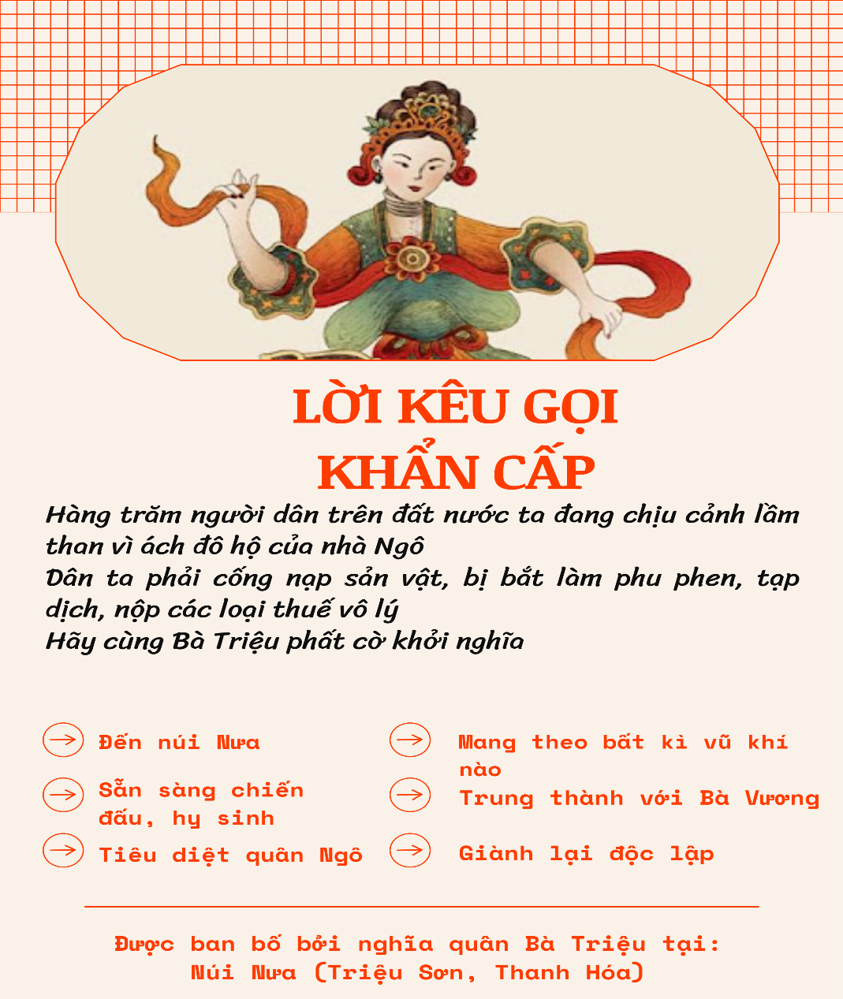 LỜI KÊU GỌI
KHẨN CẤP
Hàng trăm người dân trên đất nước ta đang chịu cảnh lầm
than vì ách đô hộ của nhà Ngô
Dân ta phải cống nạp sản vật, bị bắt làm phu phen, tạp
dịch, nộp các loại thuế vô lý
Hãy cùng Bà Triệu phất cờ khởi nghĩa
Đến núi Nưa
Sẵn sàng chiến
đấu, hy sinh
Tiêu diệt quân Ngô
Mang theo bất kì vũ khí
nào
Trung thành với Bà Vương
Giành lại độc lập
Được ban bố bởi nghĩa quân Bà Triệu tại:
Núi Nưa (Triệu Sơn, Thanh Hóa)